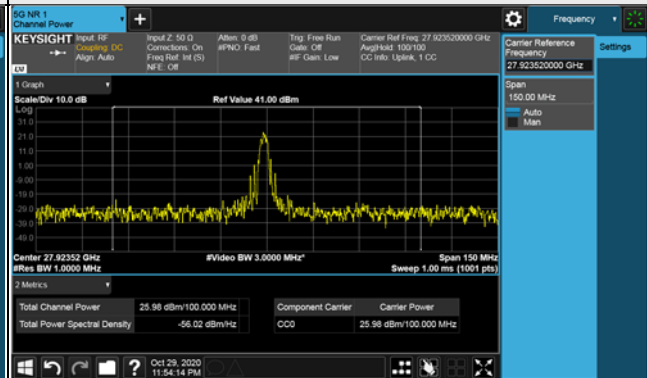 5G NR 1
Channel Power
Frequency
KEYSIGHT
Input: RF
Coupling: DC
Align: Auto
Input Z: 50 Ω
Corrections: On
Freq Ref: Int (S)
NFE: Off
Atten: 0 dB
#PNO: Fast
Trig: Free Run
Gate: Off
#IF Gain: Low
Carrier Ref Freq: 27.923520000 GHz
Avg|Hold: 100/100
CC Info: Uplink, 1 CC
LXI
Carrier Reference
Frequency
27.923520000 GHz
Settings
Span
150.00 MHz
Auto
Man
1 Graph
Scale/Div 10.0 dB
Ref Value 41.00 dBm
Log
31.0
21.0
11.0
1.00
-9.00
-19.0
-29.0
-39.0
-49.0
Center 27.92352 GHz
#Video BW 3.0000 MHz*
Span 150 MHz
#Res BW 1.0000 MHz
Sweep 1.00 ms (1001 pts)
2 Metrics
Total Channel Power
25.98 dBm/100.000 MHz
Total Power Spectral Density
-56.02 dBm/Hz
Component Carrier
Carrier Power
CC0
25.98 dBm/100.000 MHz
?
Oct 29, 2020
11:54:14 PM